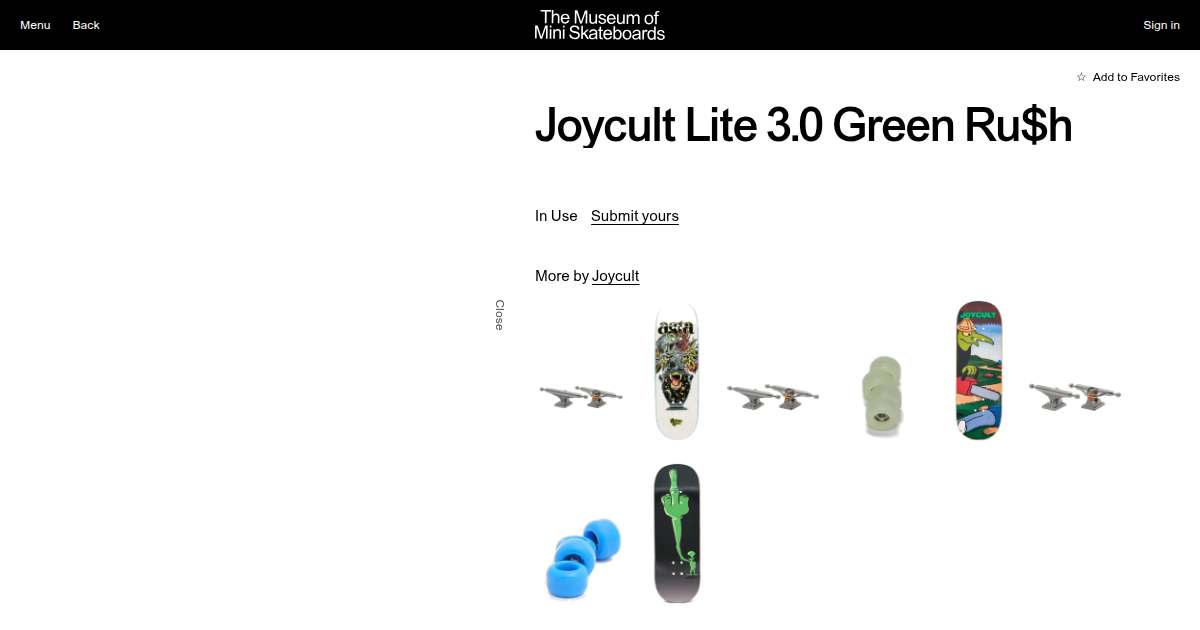 Menu
Back
The Museum of
Mini Skateboards
Sign in
☆ Add to Favorites
Joycult Lite 3.0 Green Ru$h
In Use Submit yours
More by Joycult
Close
asta
JOYCULT